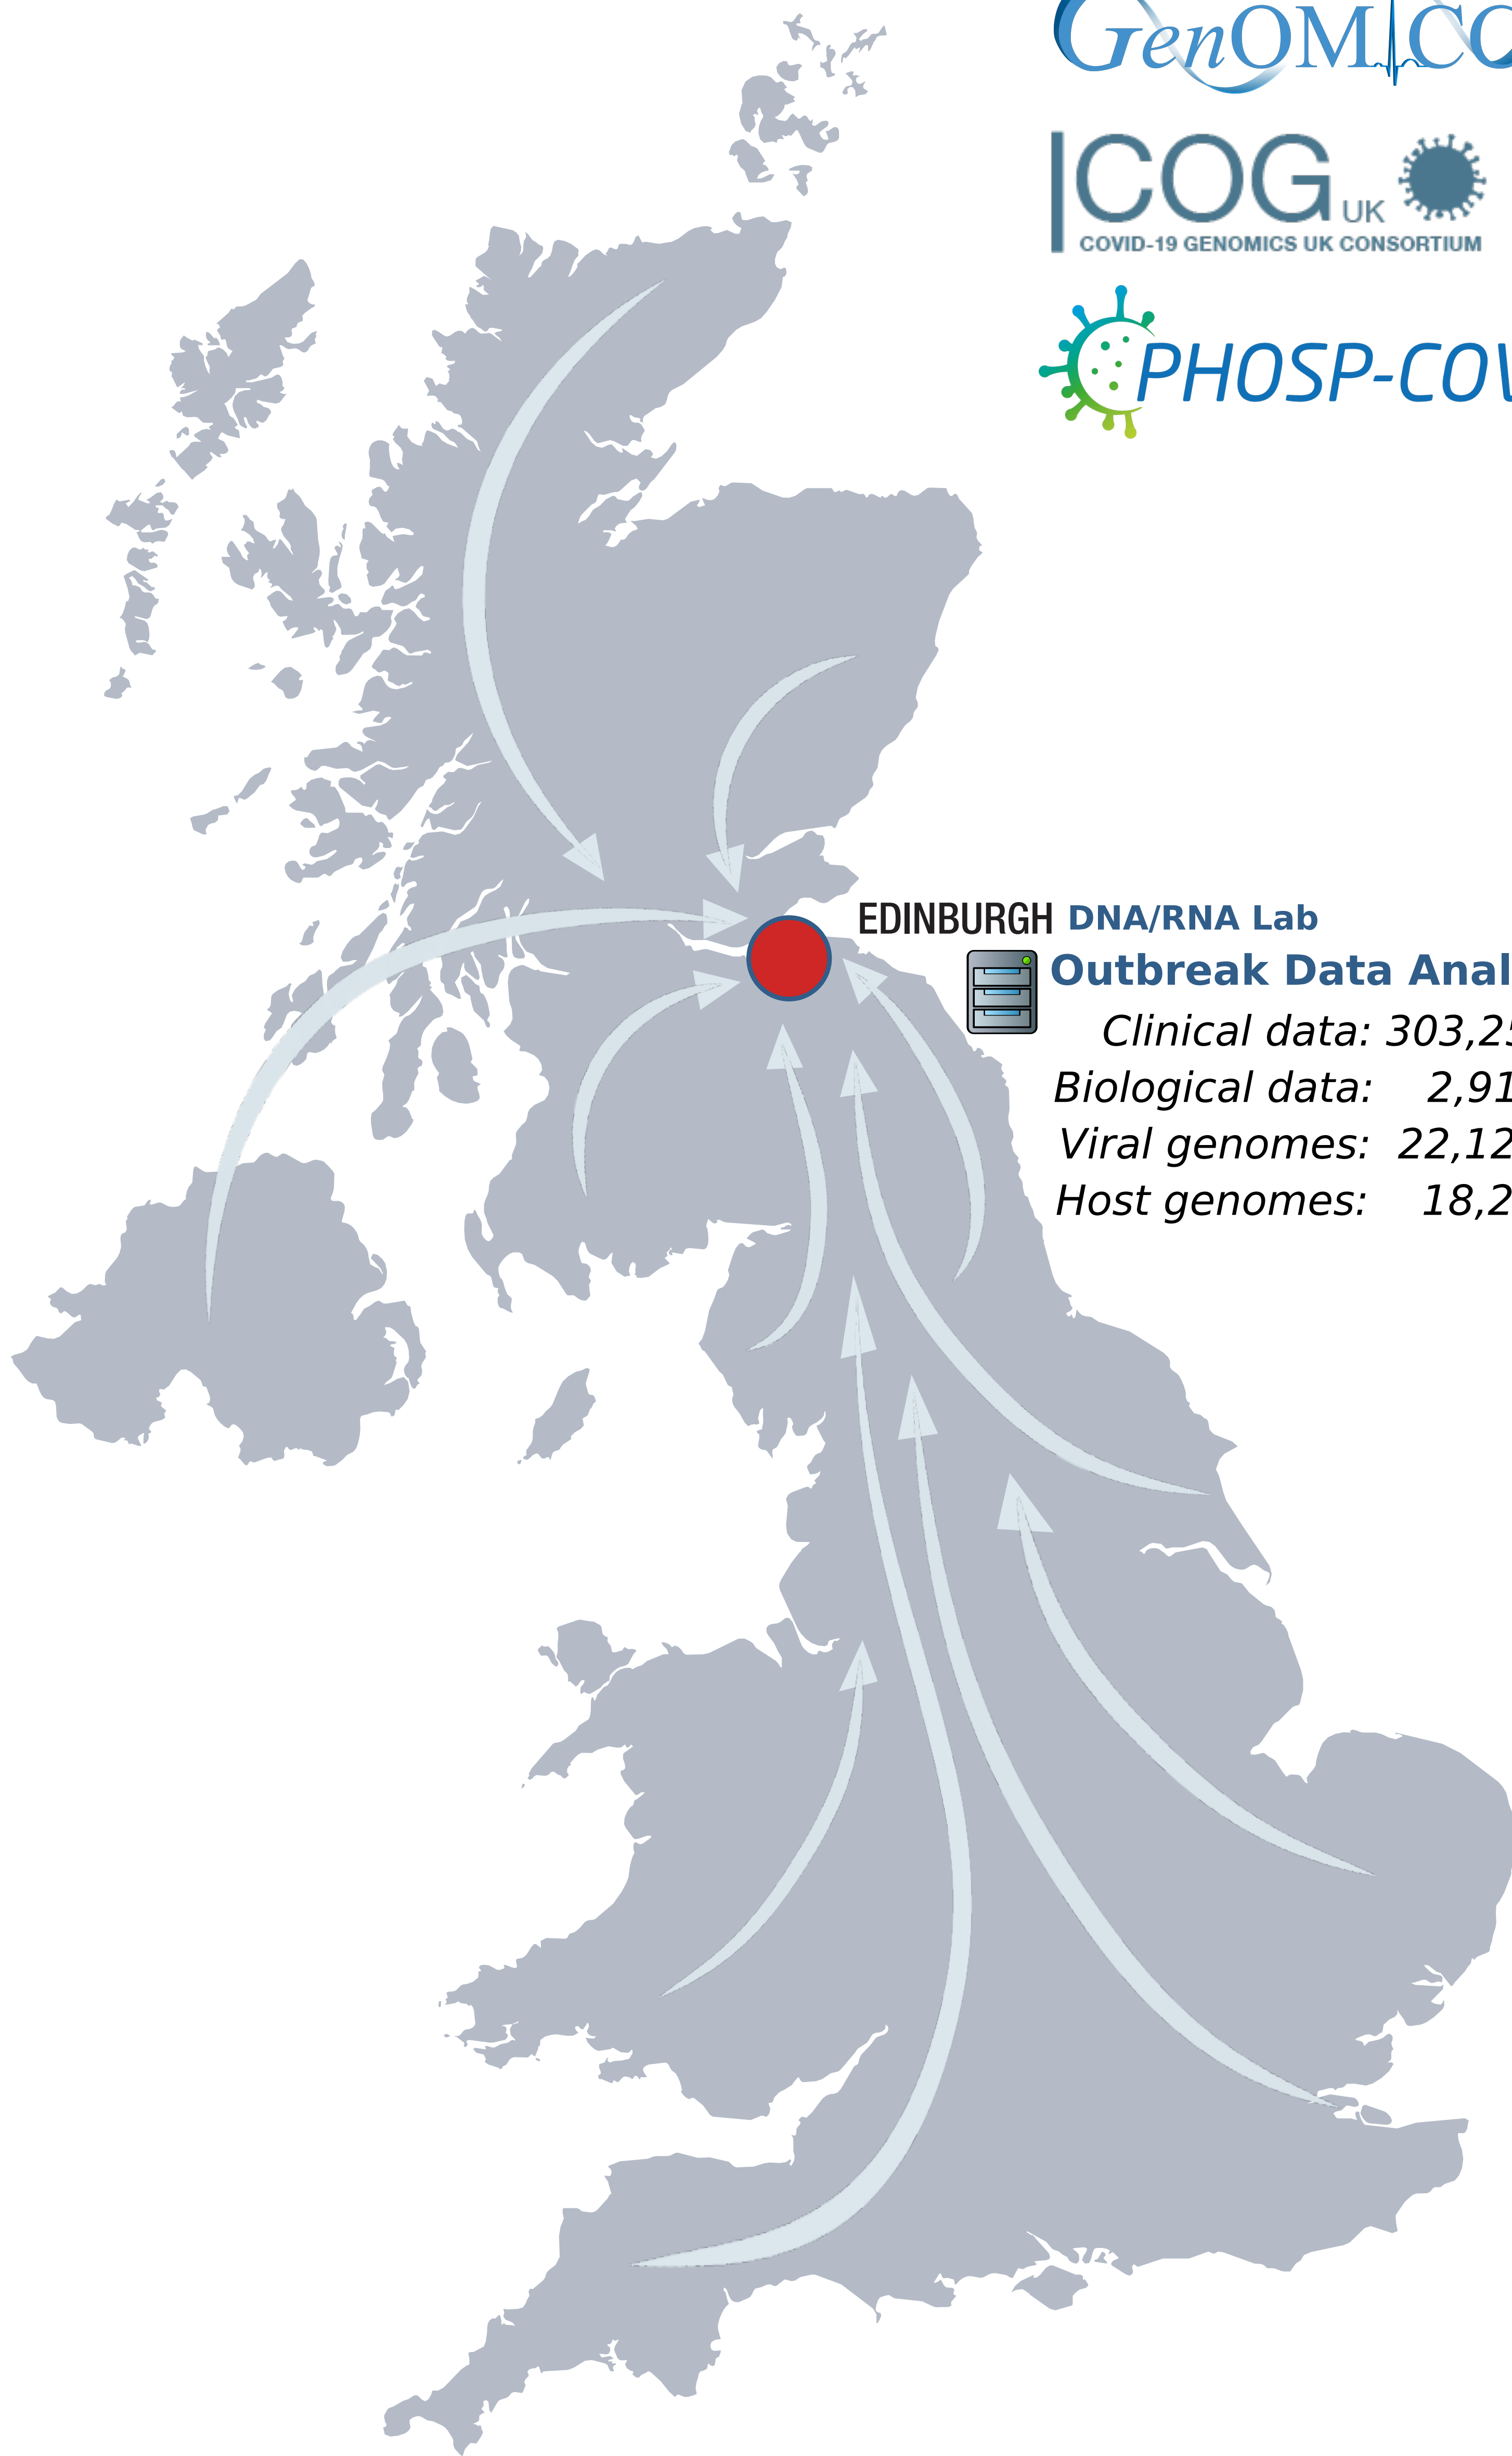 GenOMICC
COG UK
COVID-19 GENOMICS UK CONSORTIUM
PHOSP-COV
EDINBURGH DNA/RNA Lab
Outbreak Data Anal
Clinical data: 303,25
Biological data: 2,91
Viral genomes: 22,12
Host genomes: 18,2